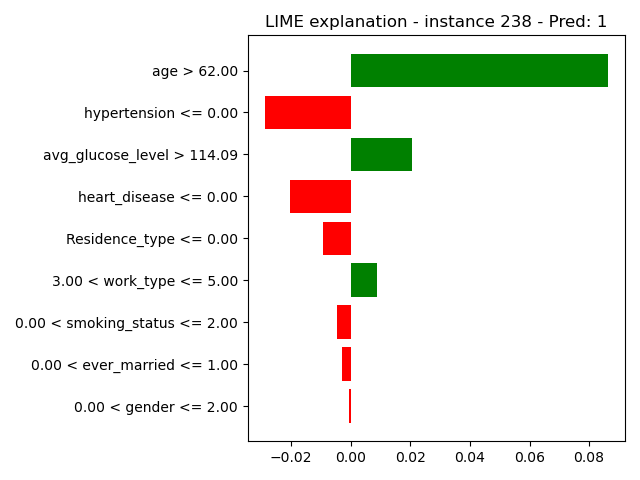 LIME explanation - instance 238 - Pred: 1
age > 62.00
hypertension <= 0.00
avg_glucose_level > 114.09
heart_disease <= 0.00
Residence_type <= 0.00
3.00 < work_type <= 5.00
0.00 < smoking_status <= 2.00
0.00 < ever_married <= 1.00
0.00 < gender <= 2.00
−0.02 0.00 0.02 0.04 0.06 0.08